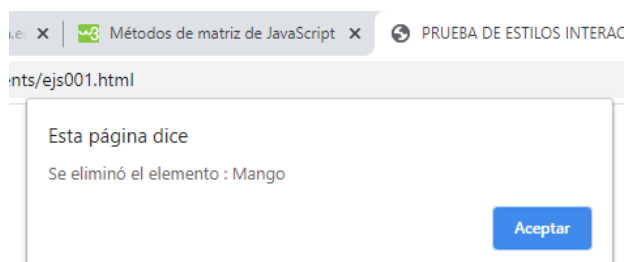 Métodos de matriz de JavaScript
PRUEBA DE ESTILOS INTERAC
ents/ejs001.html
Esta página dice
Se eliminó el elemento : Mango
Aceptar